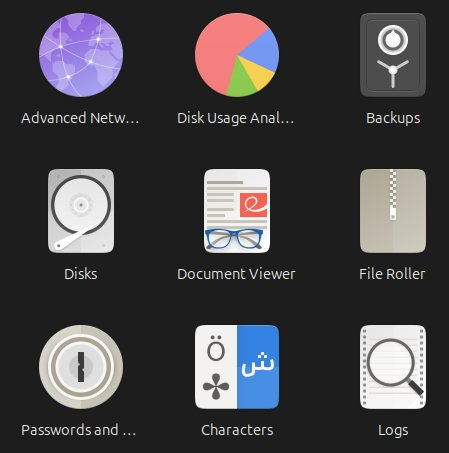 Advanced Netw...
Disk Usage Anal...
Backups
Disks
Document Viewer
File Roller
Ö ش
Passwords and ...
Characters
Logs